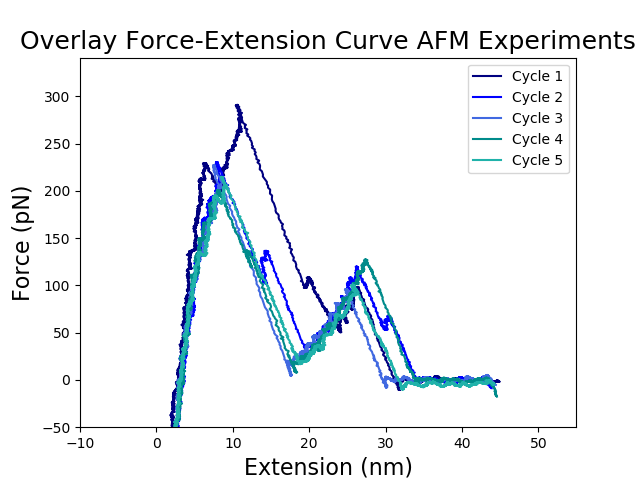 Overlay Force-Extension Curve AFM Experiments
Force (pN)
300
250
200
150
100
50
0
−50
−10
0
10
20
30
40
50
Extension (nm)
Cycle 1
Cycle 2
Cycle 3
Cycle 4
Cycle 5